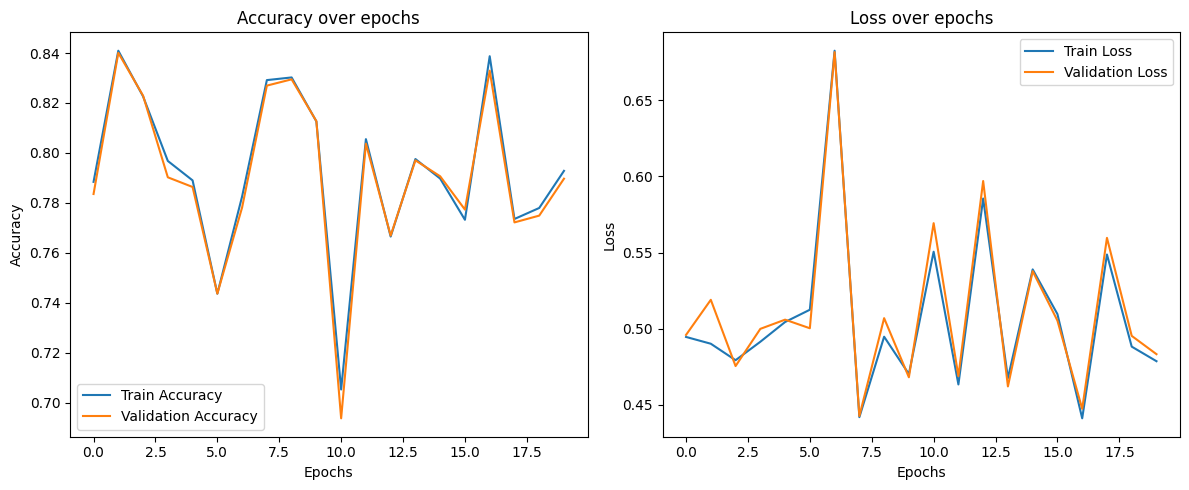 Accuracy over epochs
Accuracy
0.84
0.82
0.80
0.78
0.76
0.74
0.72
0.70
Train Accuracy
Validation Accuracy
0.0 2.5 5.0 7.5 10.0 12.5 15.0 17.5
Epochs
Loss over epochs
Loss
Train Loss
Validation Loss
0.65
0.60
0.55
0.50
0.45
0.0 2.5 5.0 7.5 10.0 12.5 15.0 17.5
Epochs